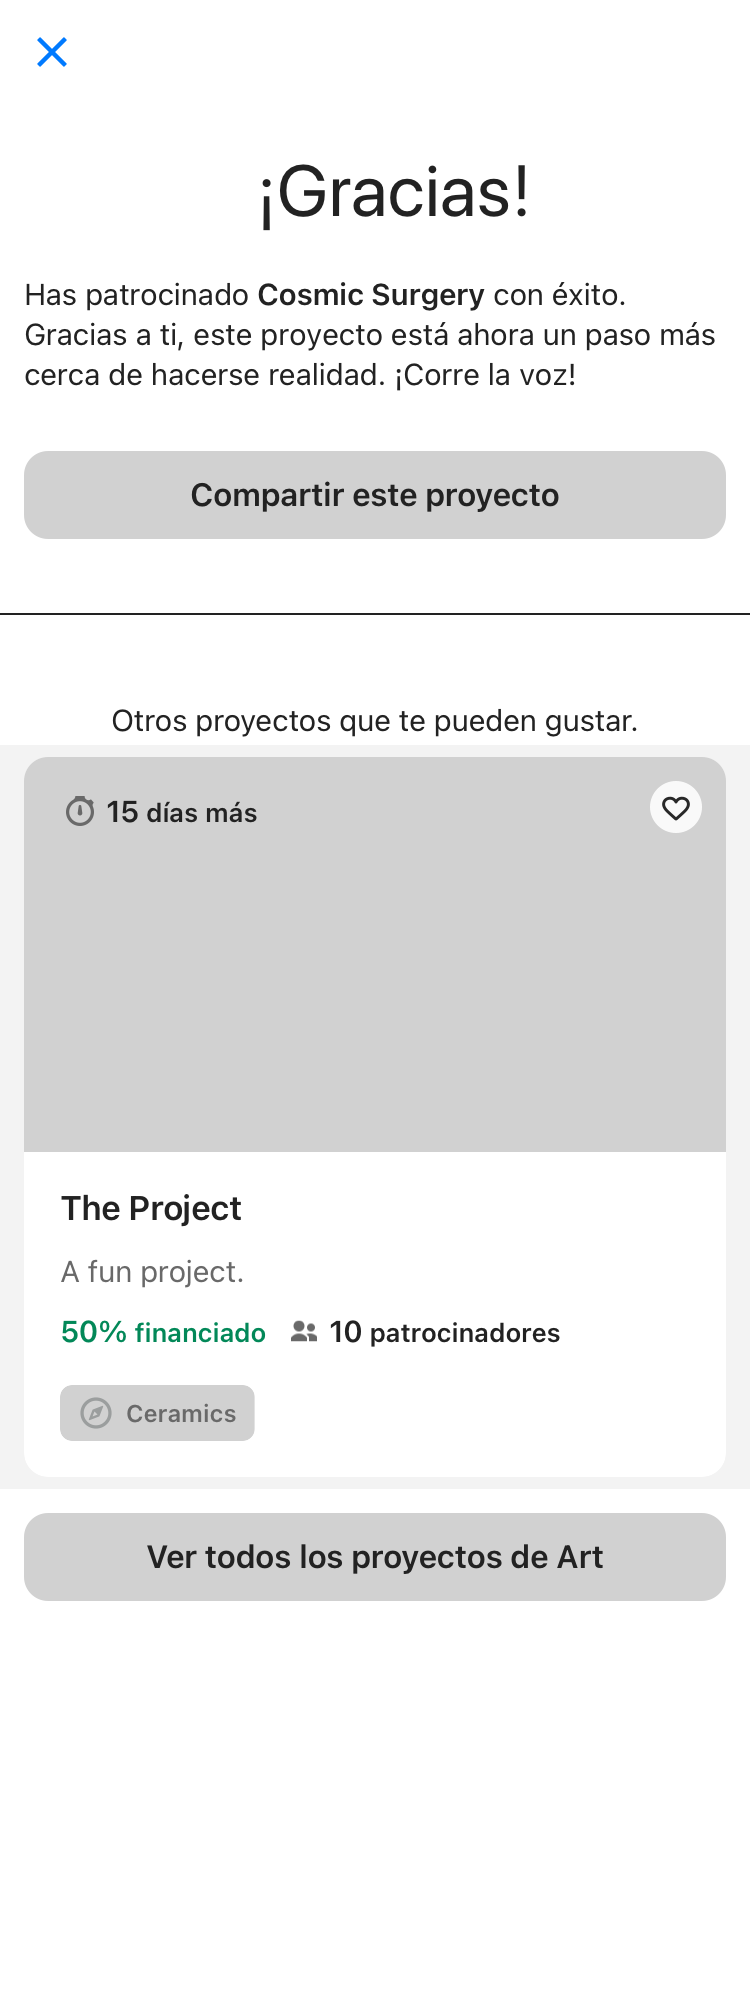 ¡Gracias!
Has patrocinado Cosmic Surgery con éxito.
Gracias a ti, este proyecto está ahora un paso más
cerca de hacerse realidad. ¡Corre la voz!
Compartir este proyecto
Otros proyectos que te pueden gustar.
15 días más
The Project
A fun project.
50% financiado 10 patrocinadores
Ceramics
Ver todos los proyectos de Art